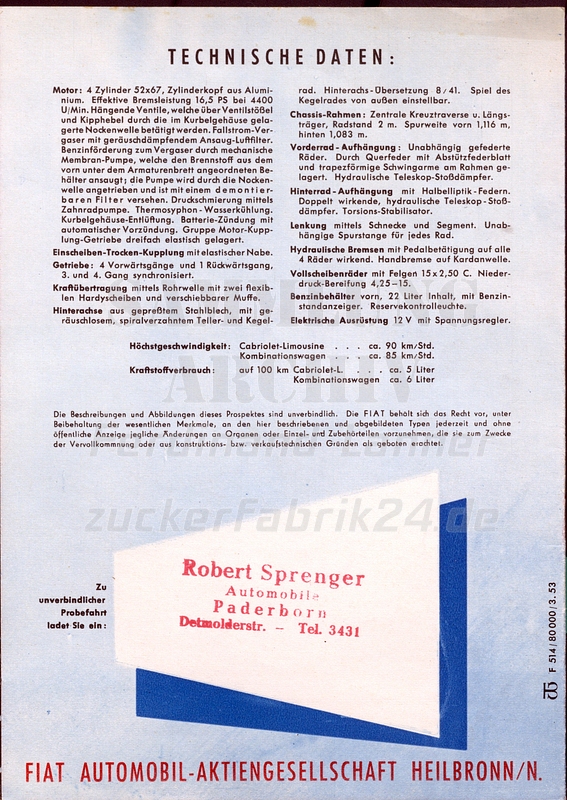 TECHNISCHE DATEN:
Motor: 4 Zylinder 52x67, Zylinderkopf aus Alumi-
nium. Effektive Bremsleistung 16,5 PS bei 4400
U/Min. Hängende Ventile, welche über Ventilstößel
und Kipphebel durch die im Kurbelgehäuse gela-
gerte Nockenwelle betätigt werden. Fallstrom-Ver-
gaser mit geräuschdämpfendem Ansaug-Luftfilter.
Benzinförderung zum Vergaser durch mechanische
Membran-Pumpe, welche den Brennstoff aus dem
vorn unter dem Armaturenbrett angeordneten Be-
hälter ansaugt; die Pumpe wird durch die Nocken-
welle angetrieben und ist mit einem demontier-
baren Filter versehen. Druckschmierung mittels
Zahnradpumpe. Thermosyphon-Wasserkühlung.
Kurbelgehäuse-Entlüftung. Batterie-Zündung mit
automatischer Vorzündung. Gruppe Motor-Kupp-
lung-Getriebe dreifach elastisch gelagert.
Einscheiben-Trocken-Kupplung mit elastischer Nabe.
Getriebe: 4 Vorwärtsgänge und 1 Rückwärtsgang,
3. und 4. Gang synchronisiert.
Kraftübertragung mittels Rohrwelle mit zwei flexib-
len Hardyscheiben und verschiebbarer Muffe.
Hinterachse aus gepreßtem Stahlblech, mit ge-
räuschlosem, spiralverzahntem Teller- und Kegel-
rad. Hinterachs-Übersetzung 8/41. Spiel des
Kegelrades von außen einstellbar.
Chassis-Rahmen: Zentrale Kreuztraverse u. Längs-
träger, Radstand 2 m. Spurweite vorn 1,116 m,
hinten 1,083 m.
Vorderrad-Aufhängung: Unabhängig gefederte
Räder. Durch Querfeder mit Abstützfederblatt
und trapezförmige Schwingarme am Rahmen ge-
lagert. Hydraulische Teleskop-Stoßdämpfer.
Hinterrad-Aufhängung mit Halbelliptik-Federn.
Doppelt wirkende, hydraulische Teleskop-Stoß-
dämpfer. Torsions-Stabilisator.
Lenkung mittels Schnecke und Segment. Unab-
hängige Spurstange für jedes Rad.
Hydraulische Bremsen mit Pedalbetätigung auf alle
4 Räder wirkend. Handbremse auf Kardanwelle.
Vollscheibenräder mit Felgen 15x2,50 C. Nieder-
druck-Bereifung 4,25—15.
Benzinbehälter vorn, 22 Liter Inhalt, mit Benzin-
standanzeiger. Reservekontrolleuchte.
Elektrische Ausrüstung 12 V mit Spannungsregler.
Höchstgeschwindigkeit: Cabriolet-Limousine . . . ca. 90 km/Std.
Kombinationswagen . . . ca. 85 km/Std.
Kraftstoffverbrauch: auf 100 km Cabriolet-L. . . . ca. 5 Liter
Kombinationswagen ca. 6 Liter
ARCHIV
Die Beschreibungen und Abbildungen dieses Prospektes sind unverbindlich. Die FIAT behält sich das Recht vor, unter
Beibehaltung der wesentlichen Merkmale, an den hier beschriebenen und abgebildeten Typen jederzeit und ohne
öffentliche Anzeige jegliche Änderungen an Organen oder Einzel- und Zubehörteilen vorzunehmen, die sie zum Zwecke
der Vervollkommnung oder aus konstruktions- bzw. verkaufstechnischen Gründen als geboten erachtet.
zuckerfabrik24.de
Zu
unverbindlicher
Probefahrt
ladet Sie ein:
Robert Sprenger
Automobile
Paderborn
Detmolderstr. — Tel. 3431
F 514/80000/3. 53
FIAT AUTOMOBIL-AKTIENGESELLSCHAFT HEILBRONN/N.